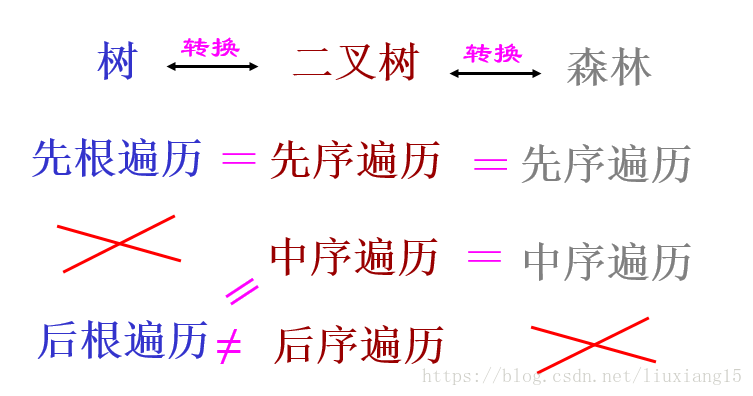 树 转换 二叉树 转换 森林
先根遍历 = 先序遍历 = 先序遍历
中序遍历 = 中序遍历
=
后根遍历 ≠ 后序遍历
https://blog.csdn.net/liuxiang15